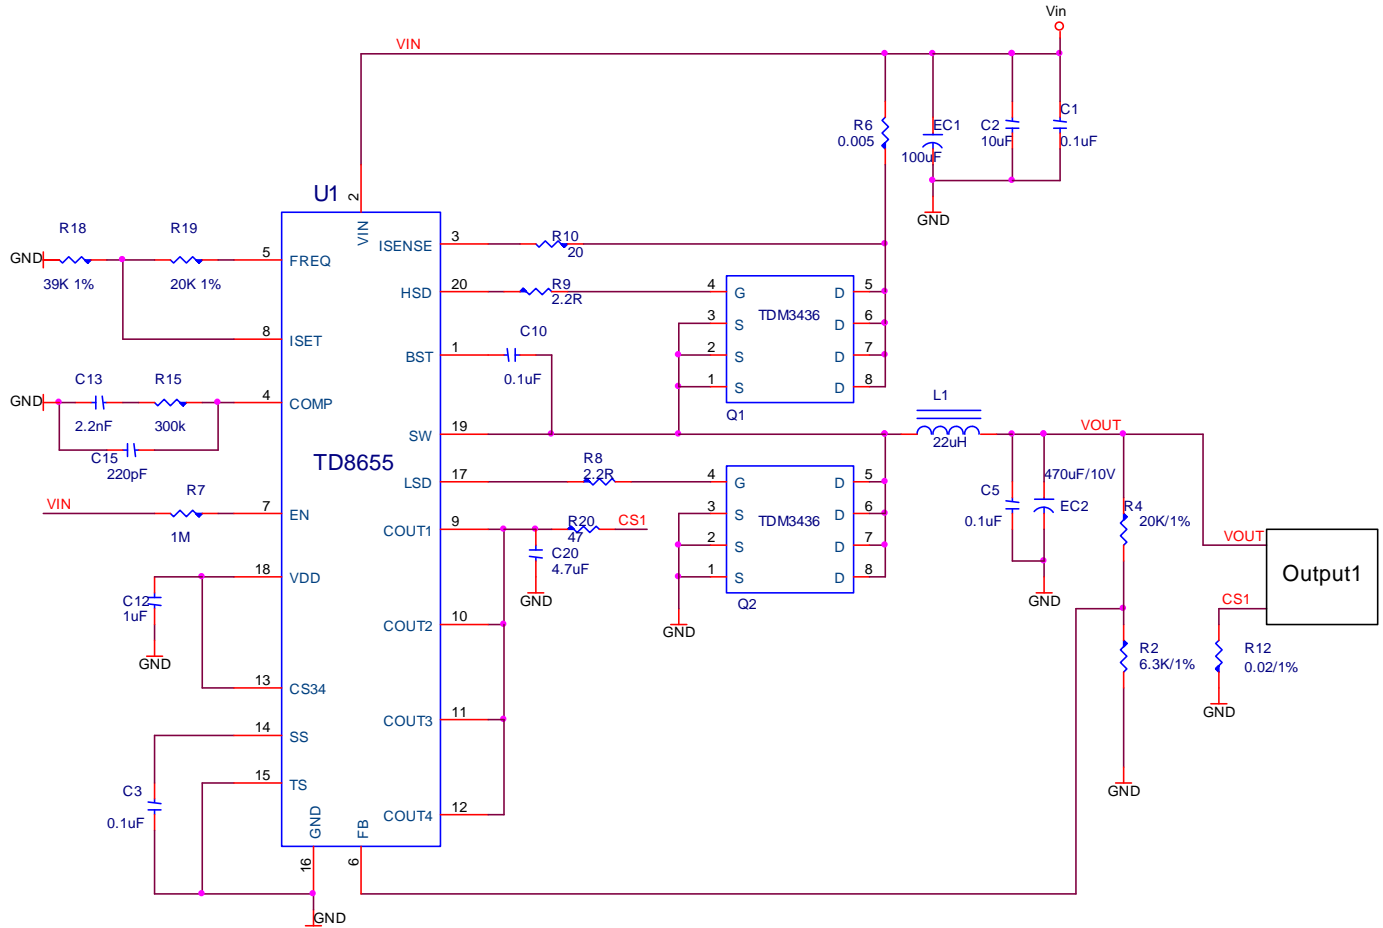 Vin
VIN
R6
0.005
EC1
100uF
C2
10uF
C1
0.1uF
GND
U1
2
VIN
R18
R19
GND
39K 1%
20K 1%
5
FREQ
8
ISET
C13
R15
GND
2.2nF
300k
C15
220pF
4
COMP
VIN
R7
1M
7
EN
18
VDD
C12
1uF
GND
13
CS34
14
SS
C3
0.1uF
15
TS
16
GND
GND
6
FB
TD8655
ISENSE
3
R10
20
HSD
20
R9
2.2R
BST
1
C10
0.1uF
SW
19
LSD
17
R8
2.2R
COUT1
9
R20
47
CS1
C20
4.7uF
GND
COUT2
10
COUT3
11
COUT4
12
4
G
D
5
3
S
TDM3436
D
6
2
S
D
7
1
S
D
8
Q1
4
G
D
5
3
S
TDM3436
D
6
2
S
D
7
1
S
D
8
Q2
GND
L1
22uH
VOUT
C5
0.1uF
470uF/10V
EC2
GND
R4
20K/1%
R2
6.3K/1%
GND
VOUT
CS1
Output1
R12
0.02/1%
GND